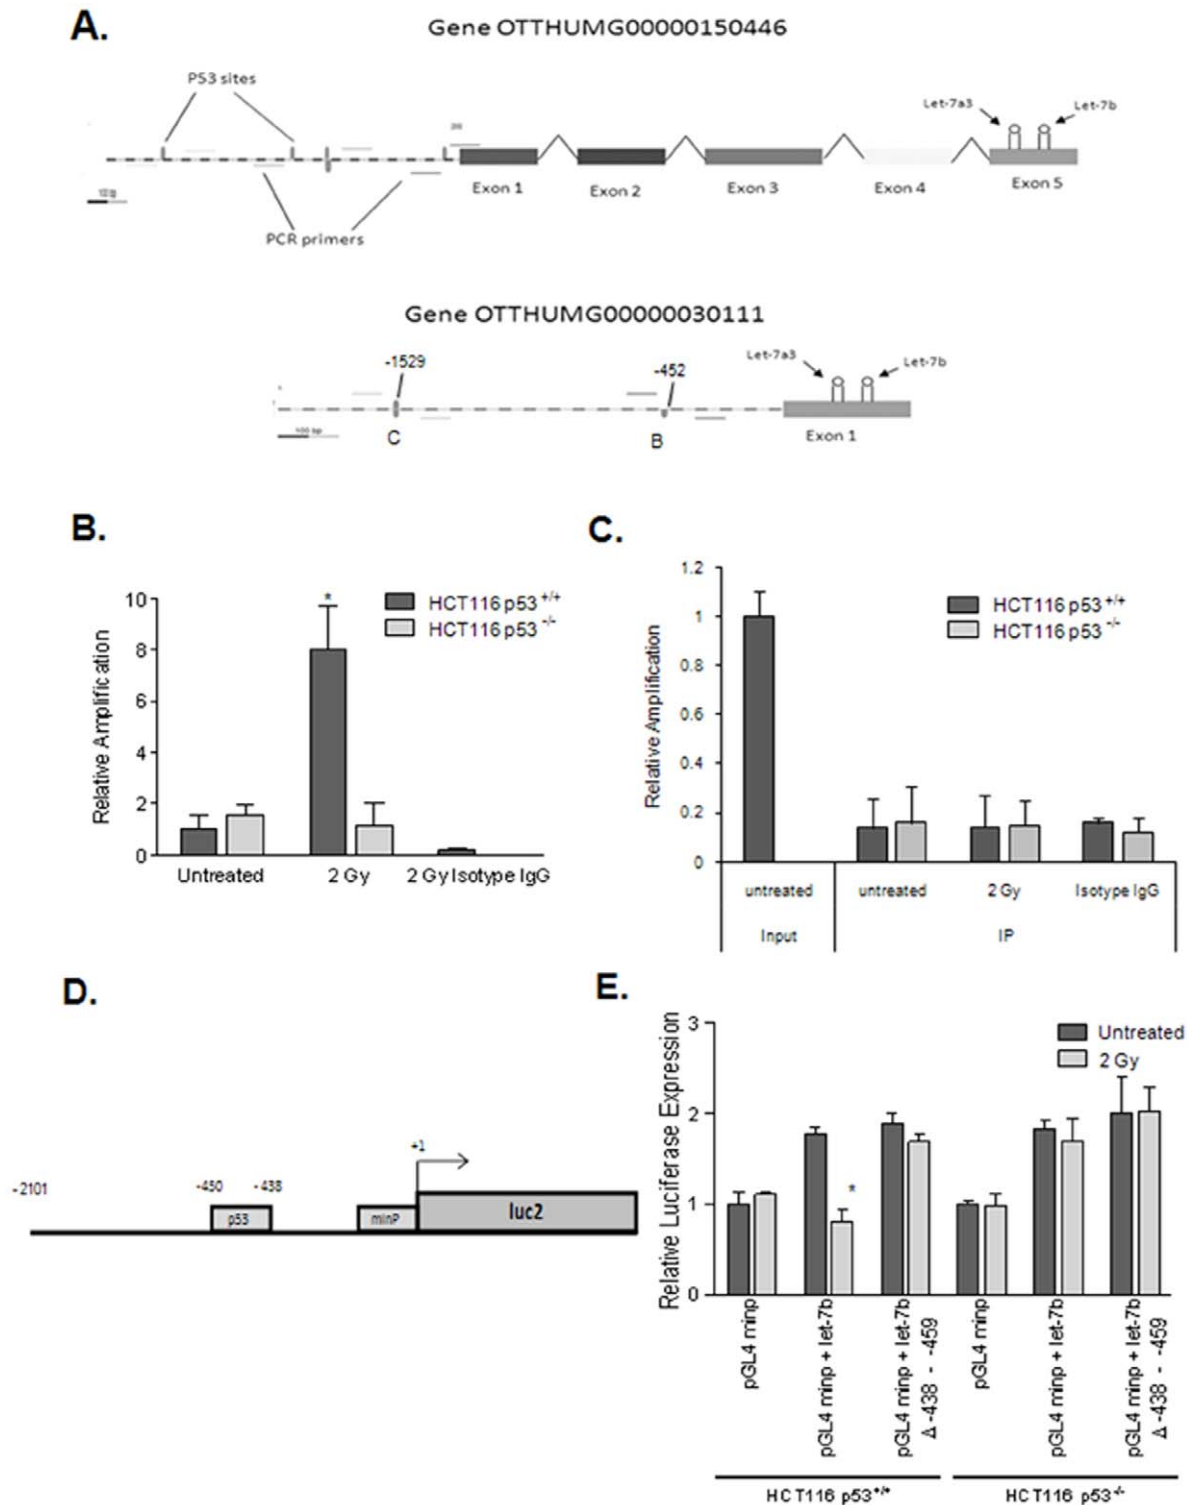 A.
Gene OTTHUMG00000150446
P53 sites
Let-7a3
Let-7b
Exon 1
Exon 2
Exon 3
Exon 4
Exon 5
PCR primers
Gene OTTHUMG00000030111
-1529
-452
Let-7a3
Let-7b
100 bp
C
B
Exon 1
B.
Relative Amplification
10
8
6
4
2
0
*
HCT116 p53 +/+
HCT116 p53 -/-
Untreated
2 Gy
2 Gy Isotype IgG
C.
Relative Amplification
1.2
1
0.8
0.6
0.4
0.2
0
HCT116 p53 +/+
HCT116 p53 -/-
untreated
untreated
2 Gy
Isotype IgG
Input
IP
D.
-2101
-450
-438
+1
p53
minP
luc2
E.
Relative Luciferase Expression
3
2
1
0
*
Untreated
2 Gy
pGL4 minp
pGL4 minp + let-7b
pGL4 minp + let-7b
Δ -438 - -459
pGL4 minp
pGL4 minp + let-7b
pGL4 minp + let-7b
Δ -438 - -459
HCT116 p53+/+
HCT116 p53-/-